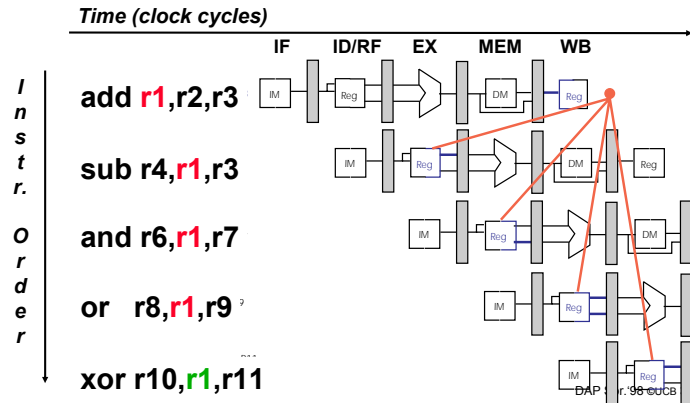 Time (clock cycles)
IF ID/RF EX MEM WB
Instr. Order
add r1,r2,r3
IM Reg DM Reg
sub r4,r1,r3
IM Reg DM Reg
and r6,r1,r7
IM Reg DM
or r8,r1,r9
IM Reg
xor r10,r1,r11
IM Reg
'98 ©UCB
DAP